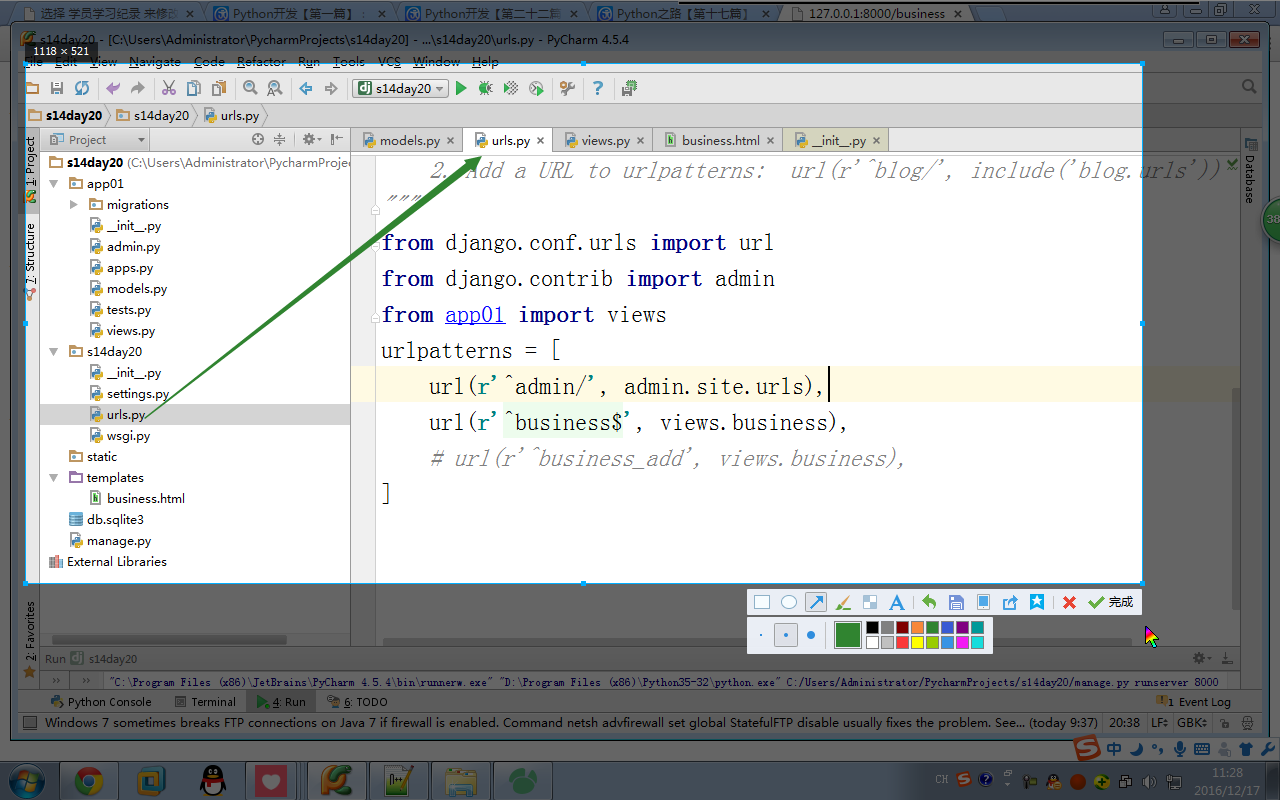 选择 学员学习纪录 来修改
Python开发【第一篇】:
Python开发【第二十二篇】
Python之路【第十七篇】
127.0.0.1:8000/business
s14day20 - [C:\Users\Administrator\PycharmProjects\s14day20] - ...\s14day20\urls.py - PyCharm 4.5.4
1118 × 521
File Edit View Navigate Code Refactor Run Tools VCS Window Help
s14day20
s14day20 s14day20 urls.py
Project
models.py urls.py views.py business.html __init__.py
1: Project
7: Structure
2: Favorites
Database
38
s14day20 (C:\Users\Administrator\PycharmProje
app01
migrations
__init__.py
admin.py
apps.py
models.py
tests.py
views.py
s14day20
__init__.py
settings.py
urls.py
wsgi.py
static
templates
business.html
db.sqlite3
manage.py
External Libraries
2. Add a URL to urlpatterns:  url(r'^blog/', include('blog.urls'))
"""
from django.conf.urls import url
from django.contrib import admin
from app01 import views
urlpatterns = [
    url(r'^admin/', admin.site.urls),
    url(r'^business$', views.business),
    # url(r'^business_add', views.business),
]
A 完成
Run s14day20
"C:\Program Files (x86)\JetBrains\PyCharm 4.5.4\bin\runnerw.exe" "D:\Program Files (x86)\Python35-32\python.exe" C:/Users/Administrator/PycharmProjects/s14day20/manage.py runserver 8000
Python Console Terminal 4: Run 6: TODO 1 Event Log
Windows 7 sometimes breaks FTP connections on Java 7 if firewall is enabled. Command netsh advfirewall set global StatefulFTP disable usually fixes the problem. See... (today 9:37) 20:38 LF÷ GBK÷
S 中
CH S 11:28
2016/12/17